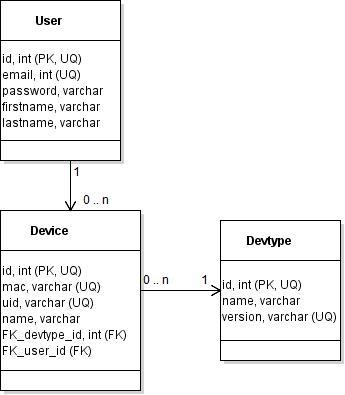 User
id, int (PK, UQ)
email, int (UQ)
password, varchar
firstname, varchar
lastname, varchar
1
0 .. n
Device
id, int (PK, UQ)
mac, varchar (UQ)
uid, varchar (UQ)
name, varchar
FK_devtype_id, int (FK)
FK_user_id (FK)
0 .. n
1
Devtype
id, int (PK, UQ)
name, varchar
version, varchar (UQ)